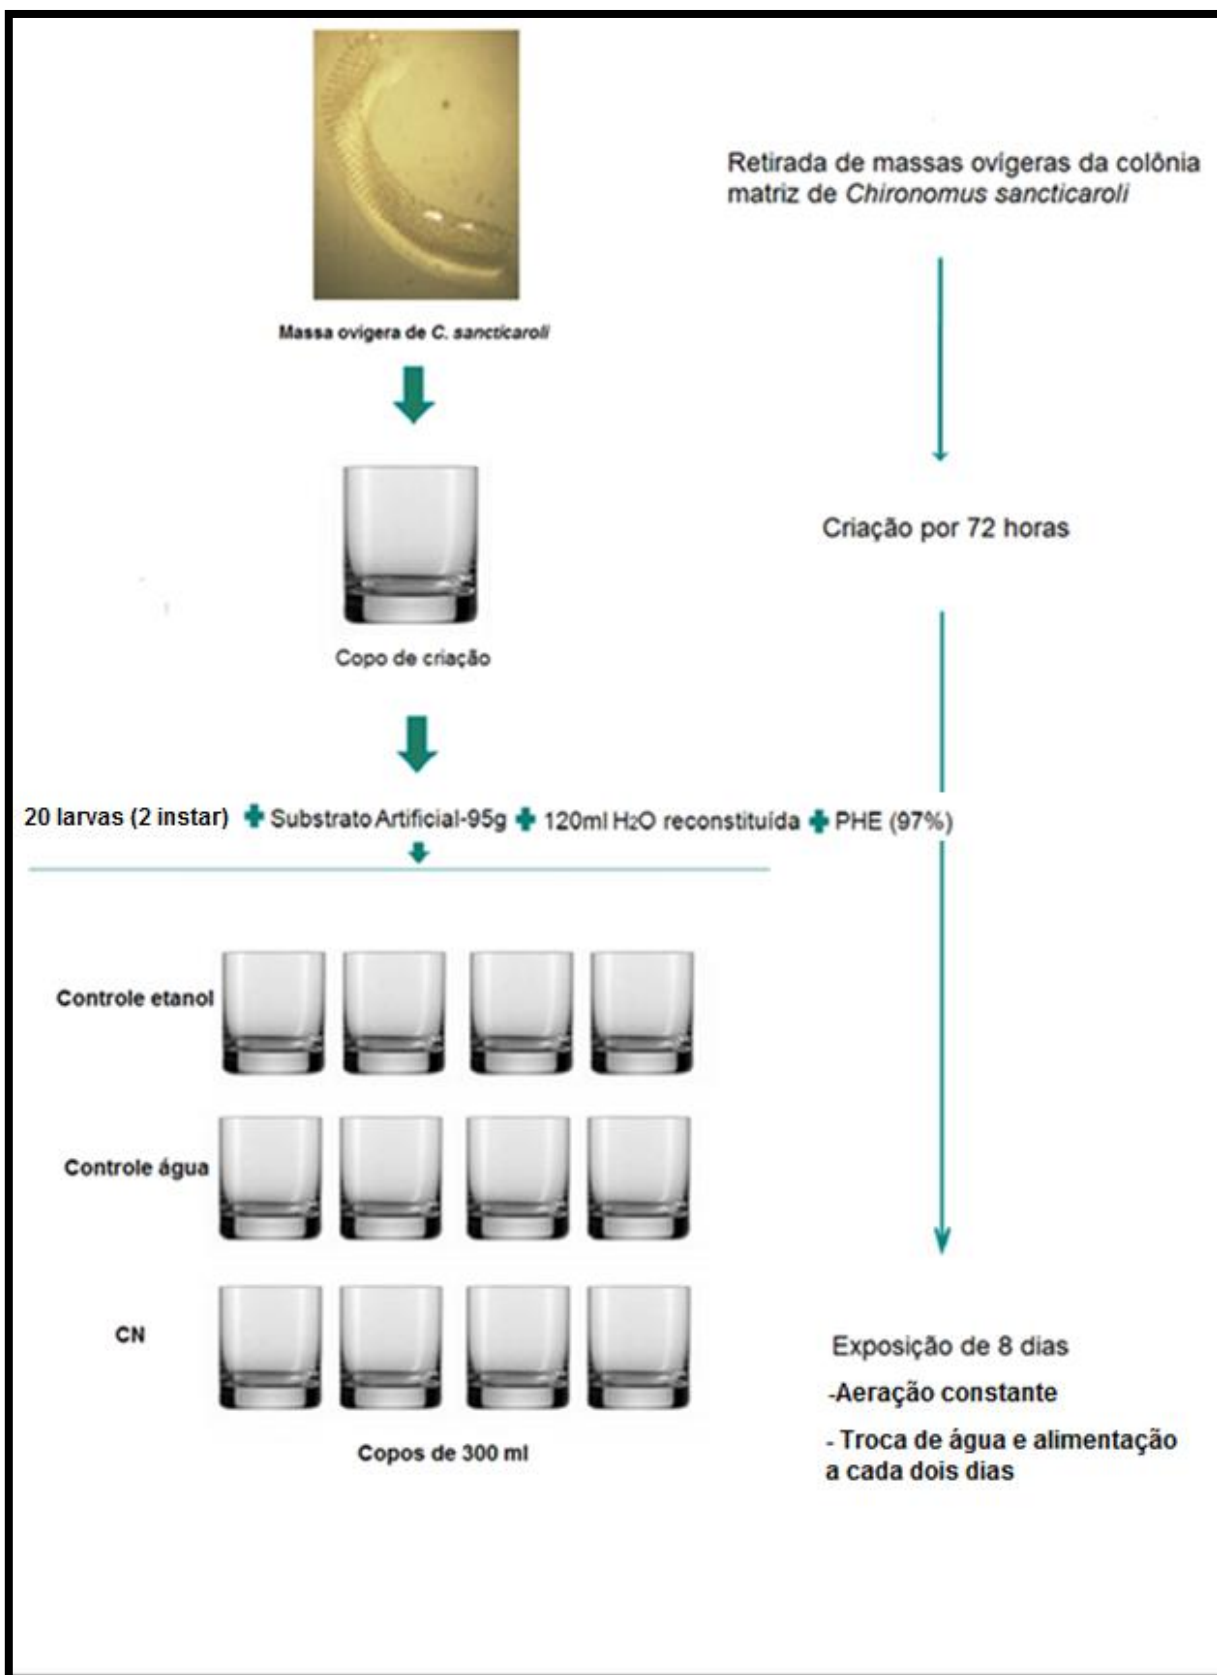 Retirada de massas ovígeras da colônia
matriz de Chironomus sancticaroli
Massa ovígera de C. sancticaroli
Criação por 72 horas
Copo de criação
20 larvas (2 instar) + Substrato Artificial-95g + 120ml H₂O reconstituída + PHE (97%)
Controle etanol
Controle água
CN
Copos de 300 ml
Exposição de 8 dias
-Aeração constante
- Troca de água e alimentação
a cada dois dias